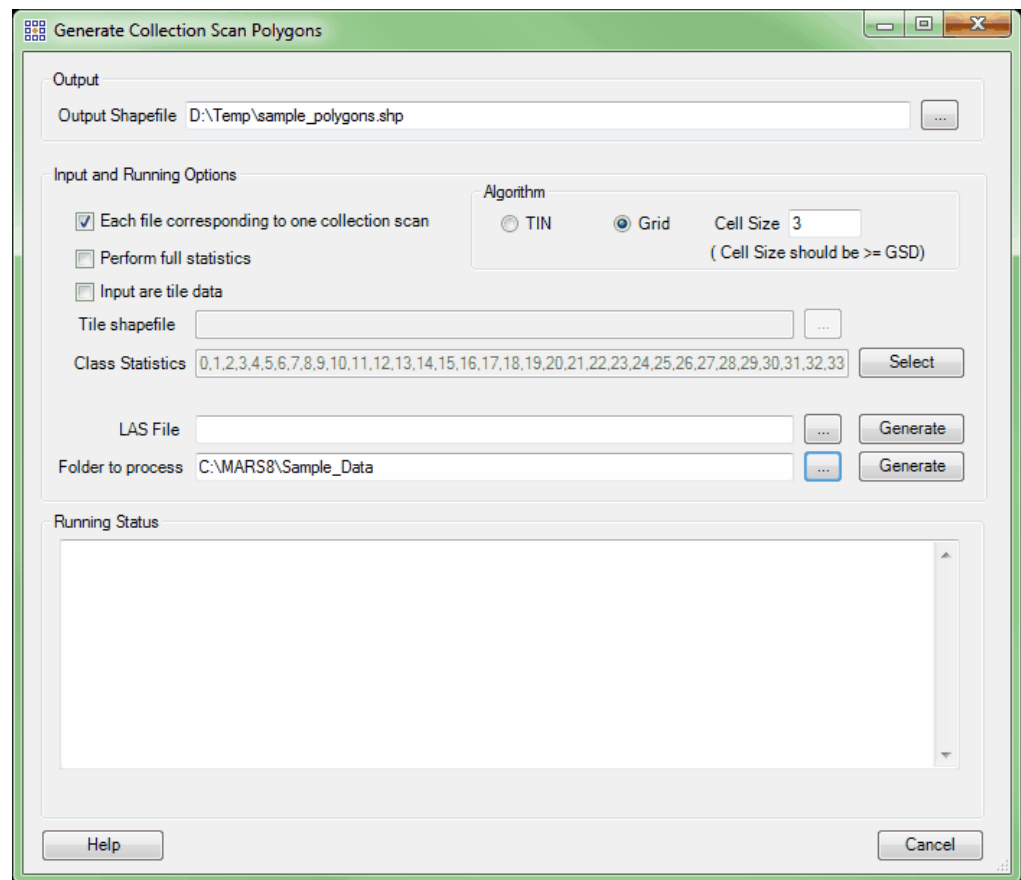 Generate Collection Scan Polygons
Output
Output Shapefile D:\Temp\sample_polygons.shp ...
Input and Running Options
Algorithm
Each file corresponding to one collection scan
TIN Grid Cell Size 3
Perform full statistics
( Cell Size should be >= GSD)
Input are tile data
Tile shapefile ...
Class Statistics 0,1,2,3,4,5,6,7,8,9,10,11,12,13,14,15,16,17,18,19,20,21,22,23,24,25,26,27,28,29,30,31,32,33 Select
LAS File ... Generate
Folder to process C:\MARS8\Sample_Data ... Generate
Running Status
Help Cancel